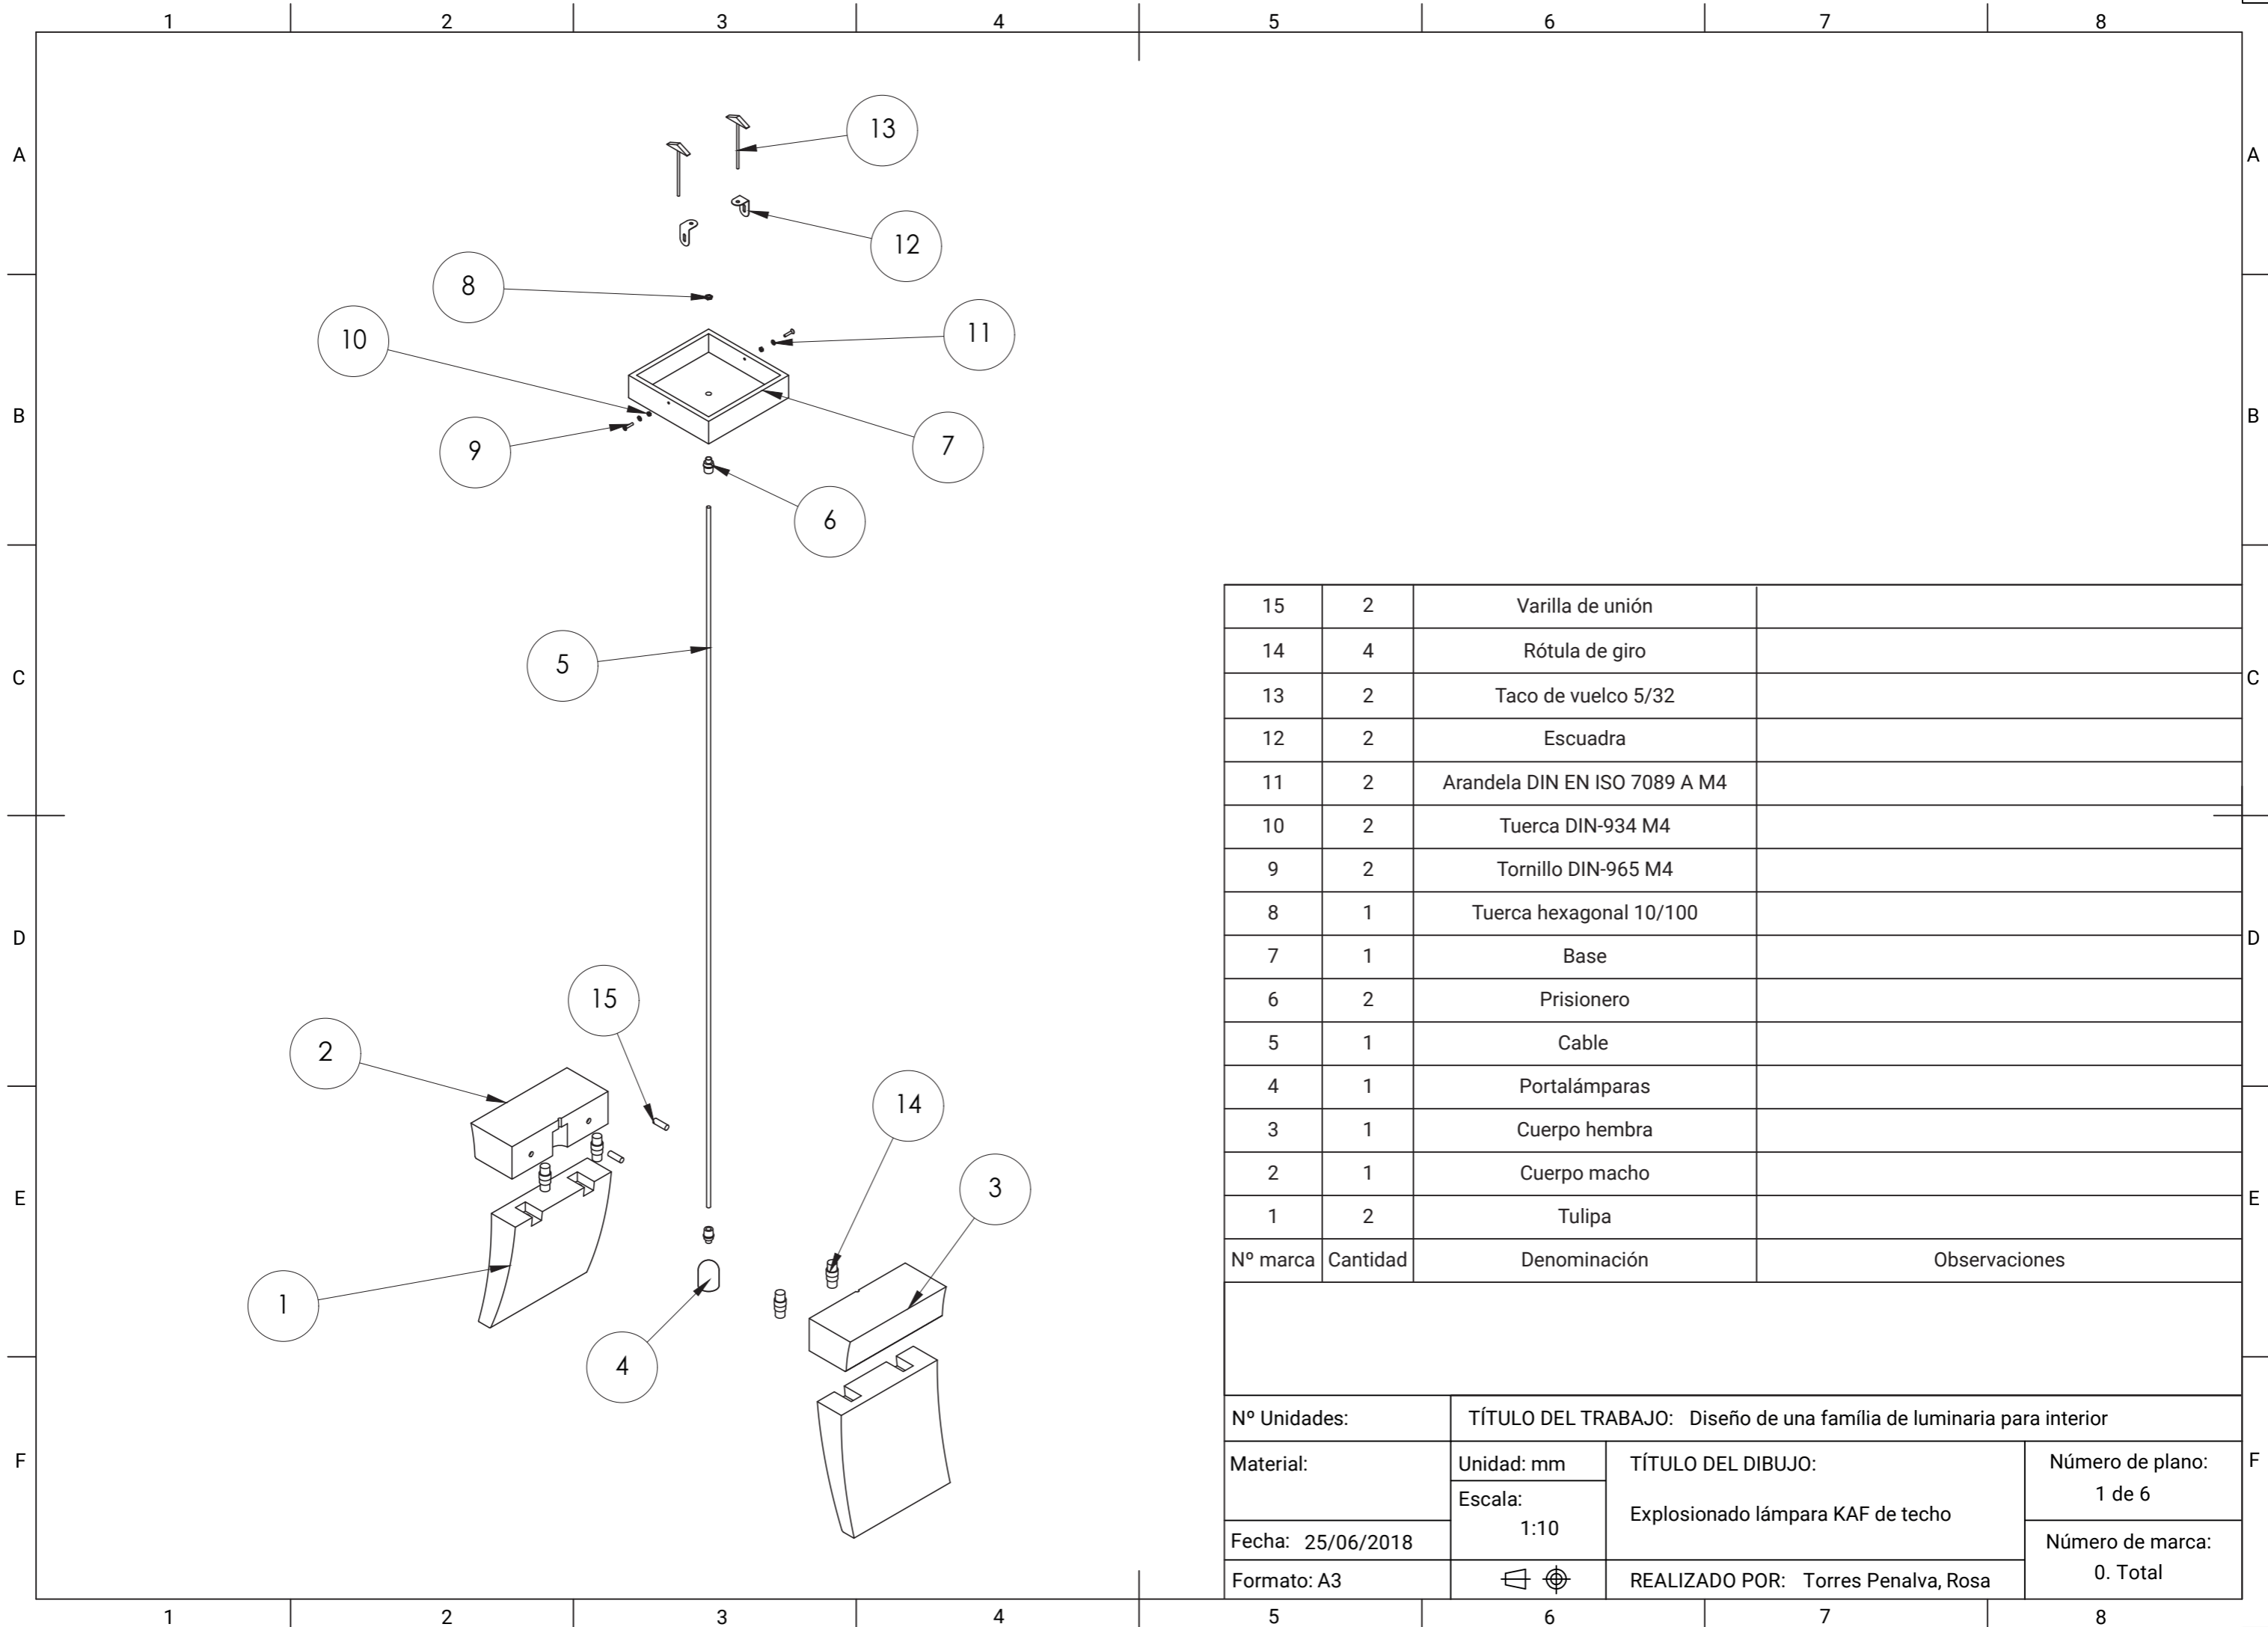 1 2 3 4 5 6 7 8
A A
13
12
8
11
10
B B
9
7
6
5
C C
D D
15
2
14
E E
3
1
4
F F
15 2 Varilla de unión
14 4 Rótula de giro
13 2 Taco de vuelco 5/32
12 2 Escuadra
11 2 Arandela DIN EN ISO 7089 A M4
10 2 Tuerca DIN-934 M4
9 2 Tornillo DIN-965 M4
8 1 Tuerca hexagonal 10/100
7 1 Base
6 2 Prisionero
5 1 Cable
4 1 Portalámparas
3 1 Cuerpo hembra
2 1 Cuerpo macho
1 2 Tulipa
Nº marca Cantidad Denominación Observaciones
Nº Unidades: TÍTULO DEL TRABAJO: Diseño de una família de luminaria para interior
Material:
Unidad: mm
Escala:
1:10
TÍTULO DEL DIBUJO:
Explosionado lámpara KAF de techo
Número de plano:
1 de 6
Fecha: 25/06/2018
Número de marca:
0. Total
Formato: A3
REALIZADO POR: Torres Penalva, Rosa
1 2 3 4 5 6 7 8